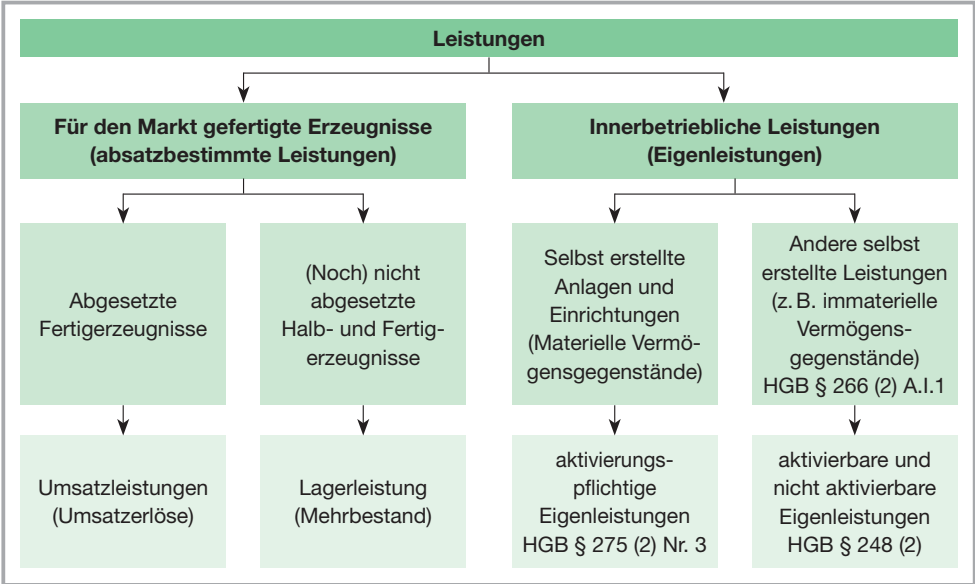 Leistungen
Für den Markt gefertigte Erzeugnisse
(absatzbestimmte Leistungen)
Innerbetriebliche Leistungen
(Eigenleistungen)
Abgesetzte
Fertigerzeugnisse
(Noch) nicht
abgesetzte
Halb- und Fertig-
erzeugnisse
Selbst erstellte
Anlagen und
Einrichtungen
(Materielle Vermö-
gensgegenstände)
Andere selbst
erstellte Leistungen
(z. B. immaterielle
Vermögens-
gegenstände)
HGB § 266 (2) A.I.1
Umsatzleistungen
(Umsatzerlöse)
Lagerleistung
(Mehrbestand)
aktivierungs-
pflichtige
Eigenleistungen
HGB § 275 (2) Nr. 3
aktivierbare und
nicht aktivierbare
Eigenleistungen
HGB § 248 (2)